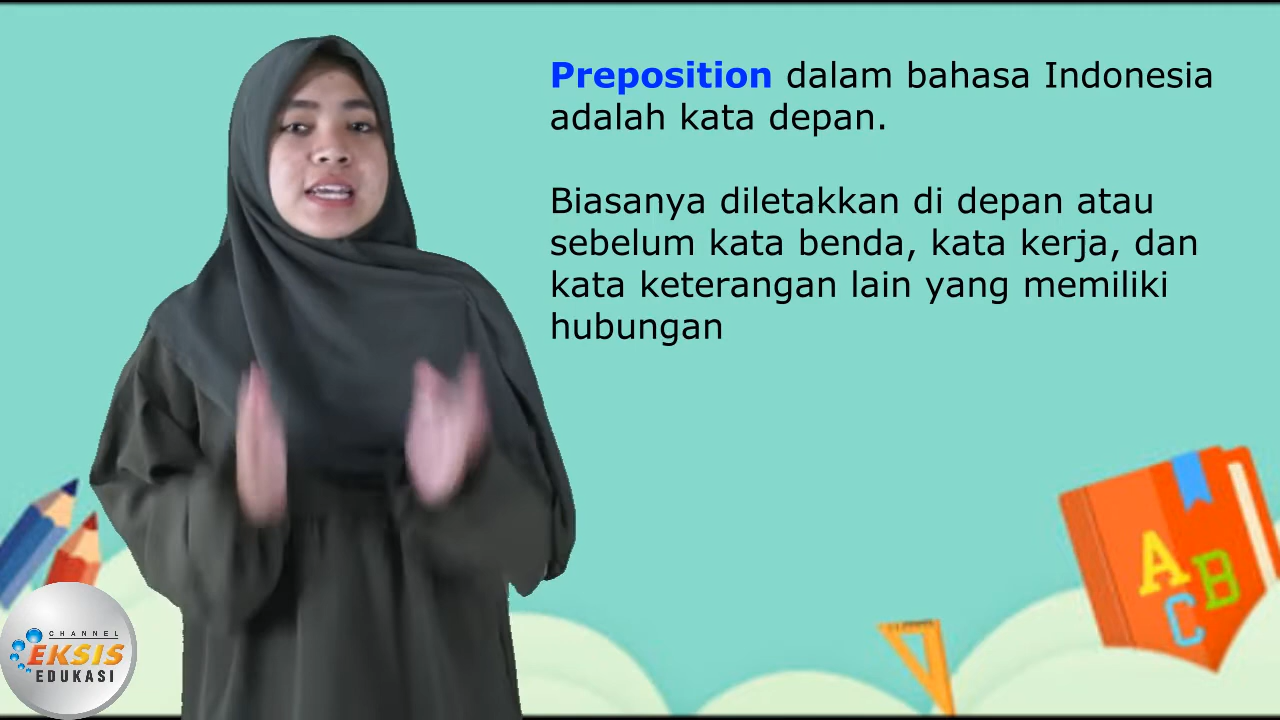 Preposition dalam bahasa Indonesia
adalah kata depan.
Biasanya diletakkan di depan atau
sebelum kata benda, kata kerja, dan
kata keterangan lain yang memiliki
hubungan
A
B
C
CHANNEL
EKSIS
EDUKASI